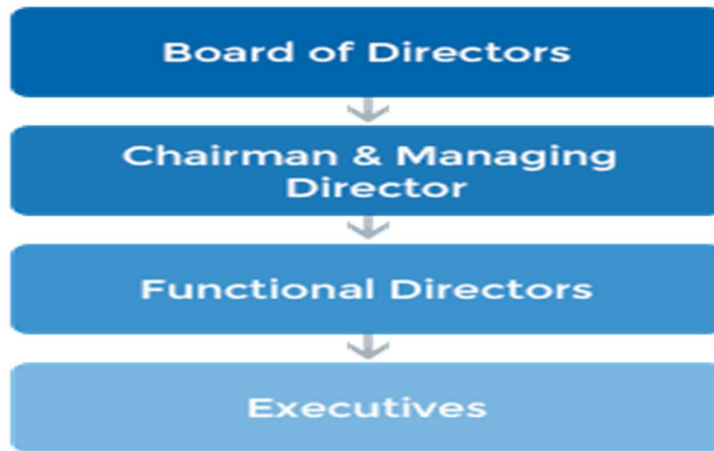 Board of Directors
Chairman & Managing
Director
Functional Directors
Executives